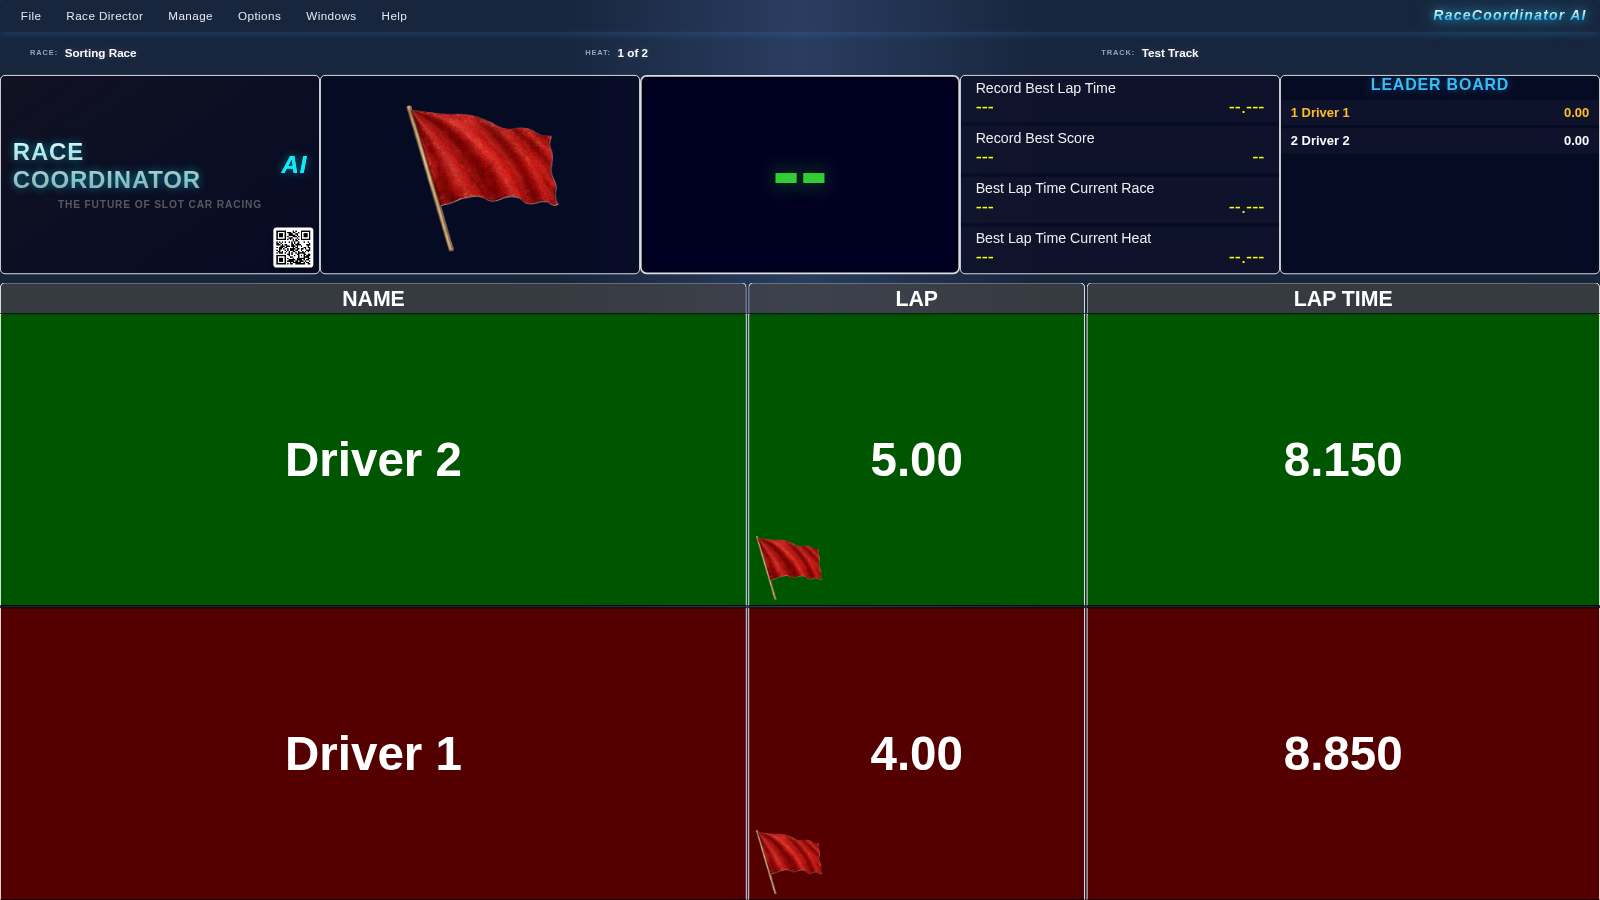 File Race Director Manage Options Windows Help RaceCoordinator AI
RACE: Sorting Race HEAT: 1 of 2 TRACK: Test Track
RACE
COORDINATOR
AI
THE FUTURE OF SLOT CAR RACING
--
Record Best Lap Time
--- --.---
Record Best Score
--- --
Best Lap Time Current Race
--- --.---
Best Lap Time Current Heat
--- --.---
LEADER BOARD
1 Driver 1 0.00
2 Driver 2 0.00
NAME LAP LAP TIME
Driver 2 5.00 8.150
Driver 1 4.00 8.850